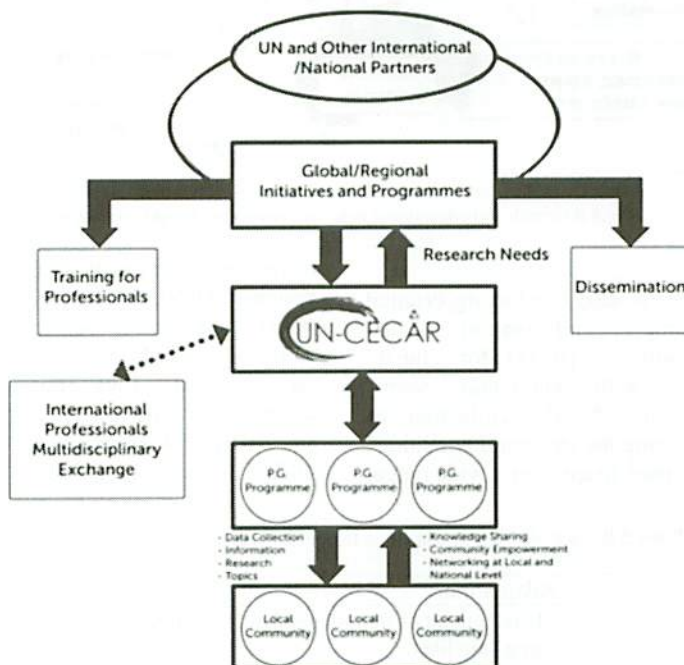 UN and Other International
/National Partners
Global/Regional
Initiatives and Programmes
Research Needs
Training for
Professionals
Dissemination
UN-CECAR
International
Professionals
Multidisciplinary
Exchange
P.G.
Programme
P.G.
Programme
P.G.
Programme
- Data Collection
- Information
- Research
- Topics
- Knowledge Sharing
- Community Empowerment
- Networking at Local and
National Level
Local
Community
Local
Community
Local
Community